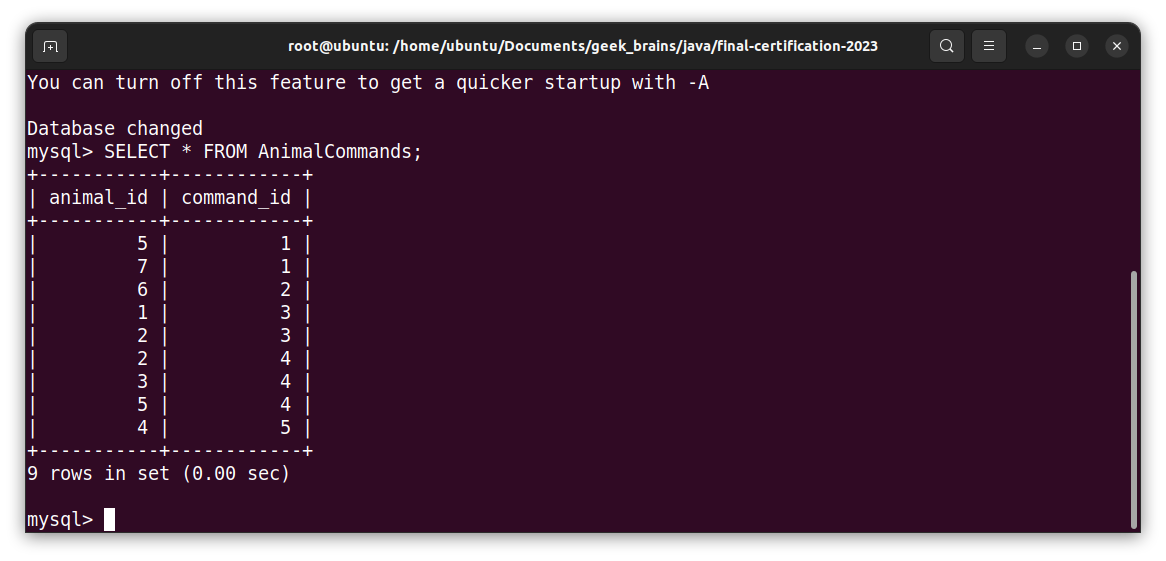 root@ubuntu: /home/ubuntu/Documents/geek_brains/java/final-certification-2023
You can turn off this feature to get a quicker startup with -A
Database changed
mysql> SELECT * FROM AnimalCommands;
+-----------+------------+
| animal_id | command_id |
+-----------+------------+
|         5 |          1 |
|         7 |          1 |
|         6 |          2 |
|         1 |          3 |
|         2 |          3 |
|         2 |          4 |
|         3 |          4 |
|         5 |          4 |
|         4 |          5 |
+-----------+------------+
9 rows in set (0.00 sec)
mysql>